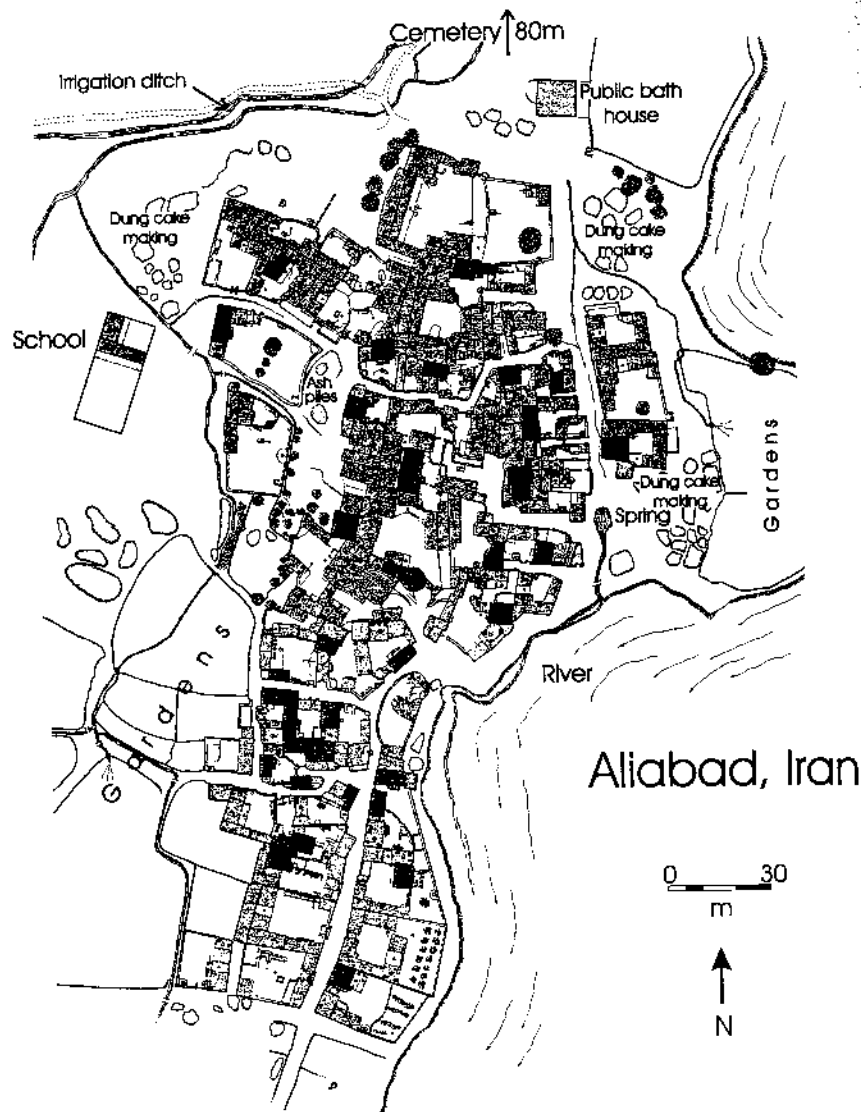 Cemetery 80m
Irrigation ditch
Public bath
house
Dung cake
making
Dung cake
making
School
Ash
piles
Dung cake
making
Spring
Gardens
Gardens
River
Aliabad, Iran
0 30
m
N